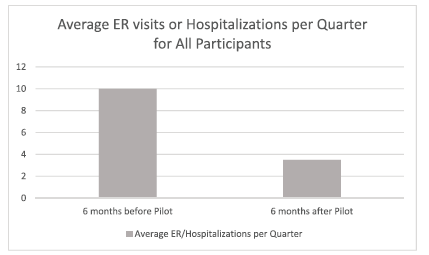 Average ER visits or Hospitalizations per Quarter
for All Participants
12
10
8
6
4
2
0
6 months before Pilot
6 months after Pilot
Average ER/Hospitalizations per Quarter